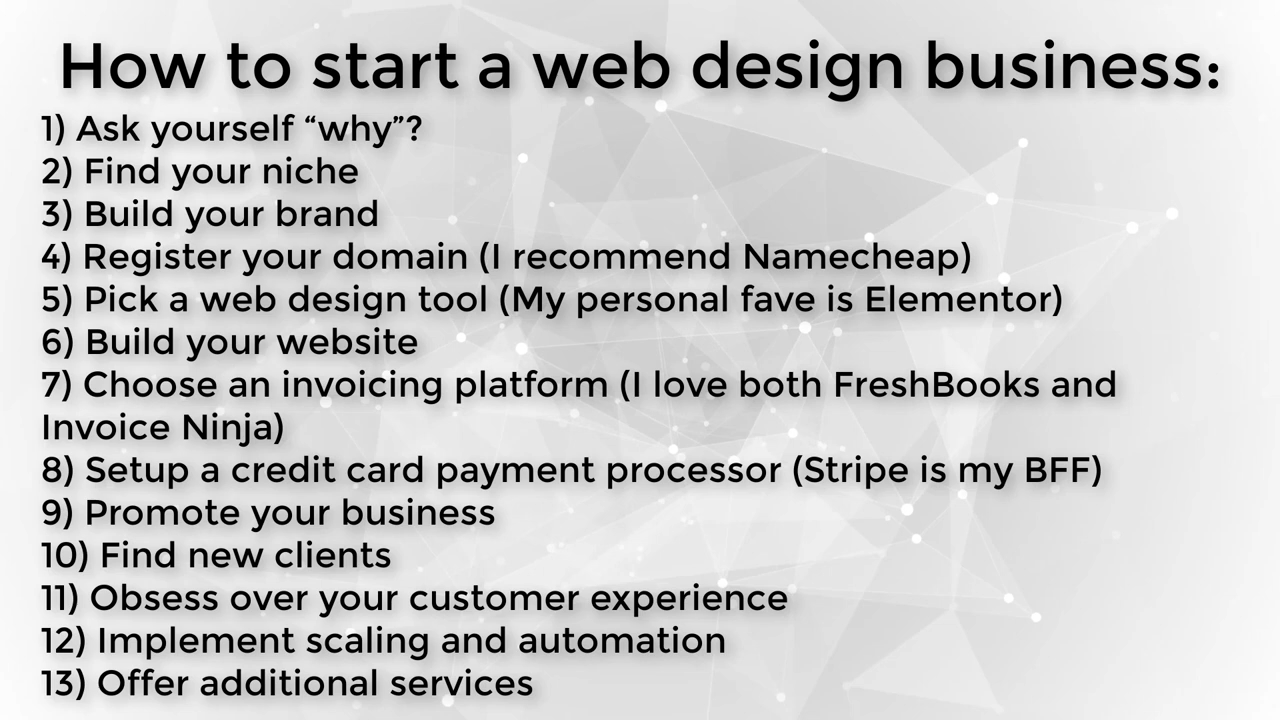 How to start a web design business:
1) Ask yourself “why”?
2) Find your niche
3) Build your brand
4) Register your domain (I recommend Namecheap)
5) Pick a web design tool (My personal fave is Elementor)
6) Build your website
7) Choose an invoicing platform (I love both FreshBooks and
Invoice Ninja)
8) Setup a credit card payment processor (Stripe is my BFF)
9) Promote your business
10) Find new clients
11) Obsess over your customer experience
12) Implement scaling and automation
13) Offer additional services